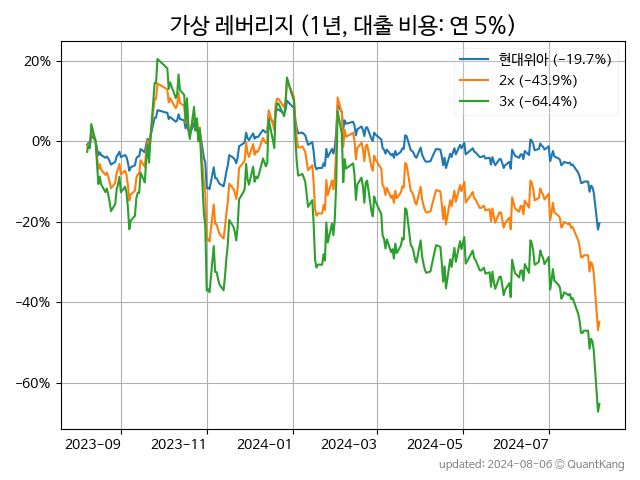 가상 레버리지 (1년, 대출 비용: 연 5%)
현대위아 (−19.7%)
2x (−43.9%)
3x (−64.4%)
20%
0%
−20%
−40%
−60%
2023-09 2023-11 2024-01 2024-03 2024-05 2024-07
updated: 2024-08-06 © QuantKang